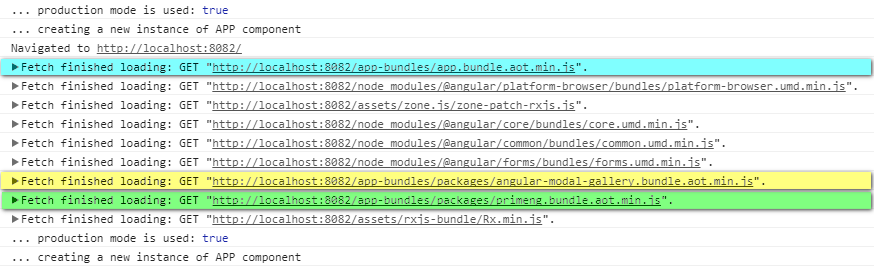 ... production mode is used: true
... creating a new instance of APP component
Navigated to http://localhost:8082/
▶Fetch finished loading: GET "http://localhost:8082/app-bundles/app.bundle.aot.min.js".
▶Fetch finished loading: GET "http://localhost:8082/node_modules/@angular/platform-browser/bundles/platform-browser.umd.min.js".
▶Fetch finished loading: GET "http://localhost:8082/assets/zone.js/zone-patch-rxjs.js".
▶Fetch finished loading: GET "http://localhost:8082/node_modules/@angular/core/bundles/core.umd.min.js".
▶Fetch finished loading: GET "http://localhost:8082/node_modules/@angular/common/bundles/common.umd.min.js".
▶Fetch finished loading: GET "http://localhost:8082/node_modules/@angular/forms/bundles/forms.umd.min.js".
▶Fetch finished loading: GET "http://localhost:8082/app-bundles/packages/angular-modal-gallery.bundle.aot.min.js".
▶Fetch finished loading: GET "http://localhost:8082/app-bundles/packages/primeng.bundle.aot.min.js".
▶Fetch finished loading: GET "http://localhost:8082/assets/rxjs-bundle/Rx.min.js".
... production mode is used: true
... creating a new instance of APP component